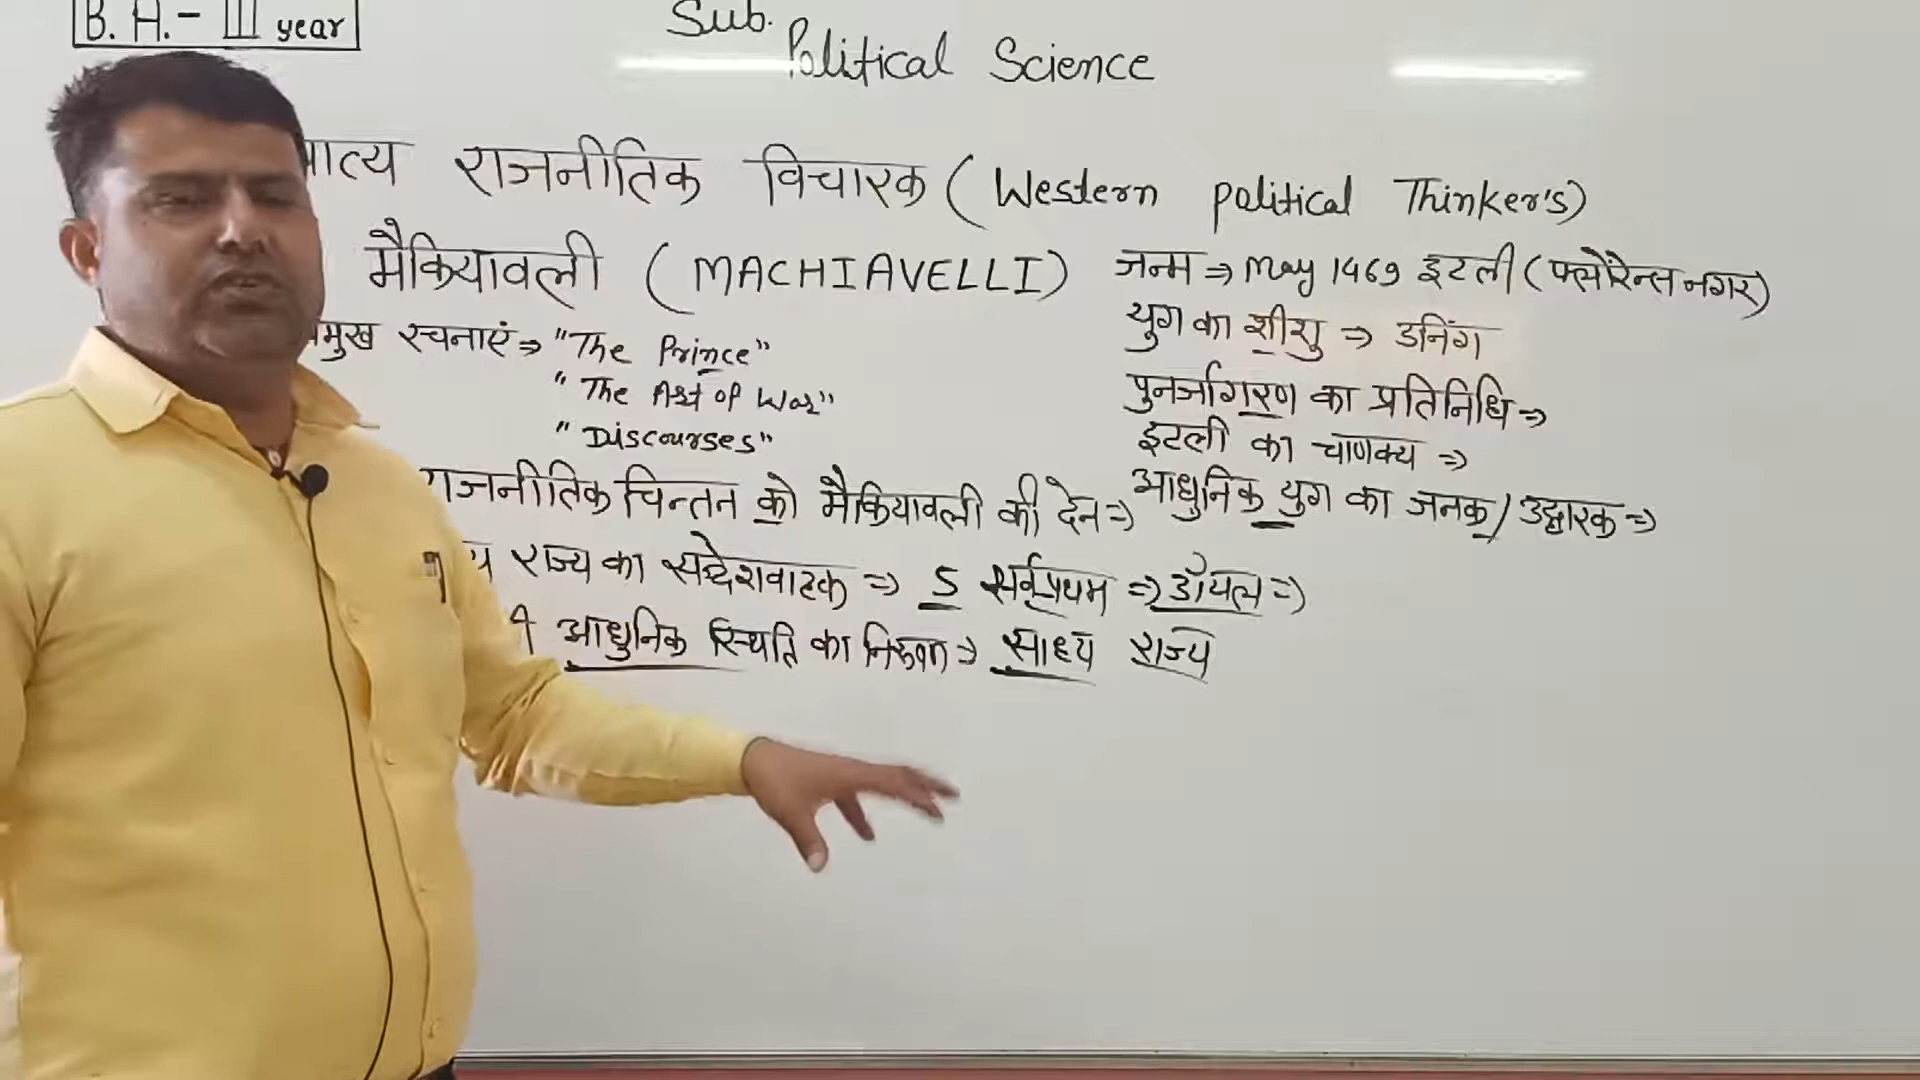 B. A.- III year
Sub.
Political Science
ात्य राजनीतिक विचारक ( Western political Thinker's)
मैकियावली ( MACHIAVELLI )
जन्म ⇒ May 1469 इटली ( फ्लोरेन्स नगर)
युग का शीशु ⇒ डनिंग
मुख रचनाएं ⇒ "The Prince"
"The Art of War"
"Discourses"
पुनर्जागरण का प्रतिनिधि ⇒
इटली का चाणक्य ⇒
आधुनिक युग का जनक/ उद्धारक ⇒
राजनीतिक चिन्तन को मैकियावली की देन ⇒
राज्य का सन्देशवाहक ⇒ 5 सर्वप्रथम ⇒ डॉयल ⇒
आधुनिक स्थिति का निरूपण ⇒ साध्य राज्य